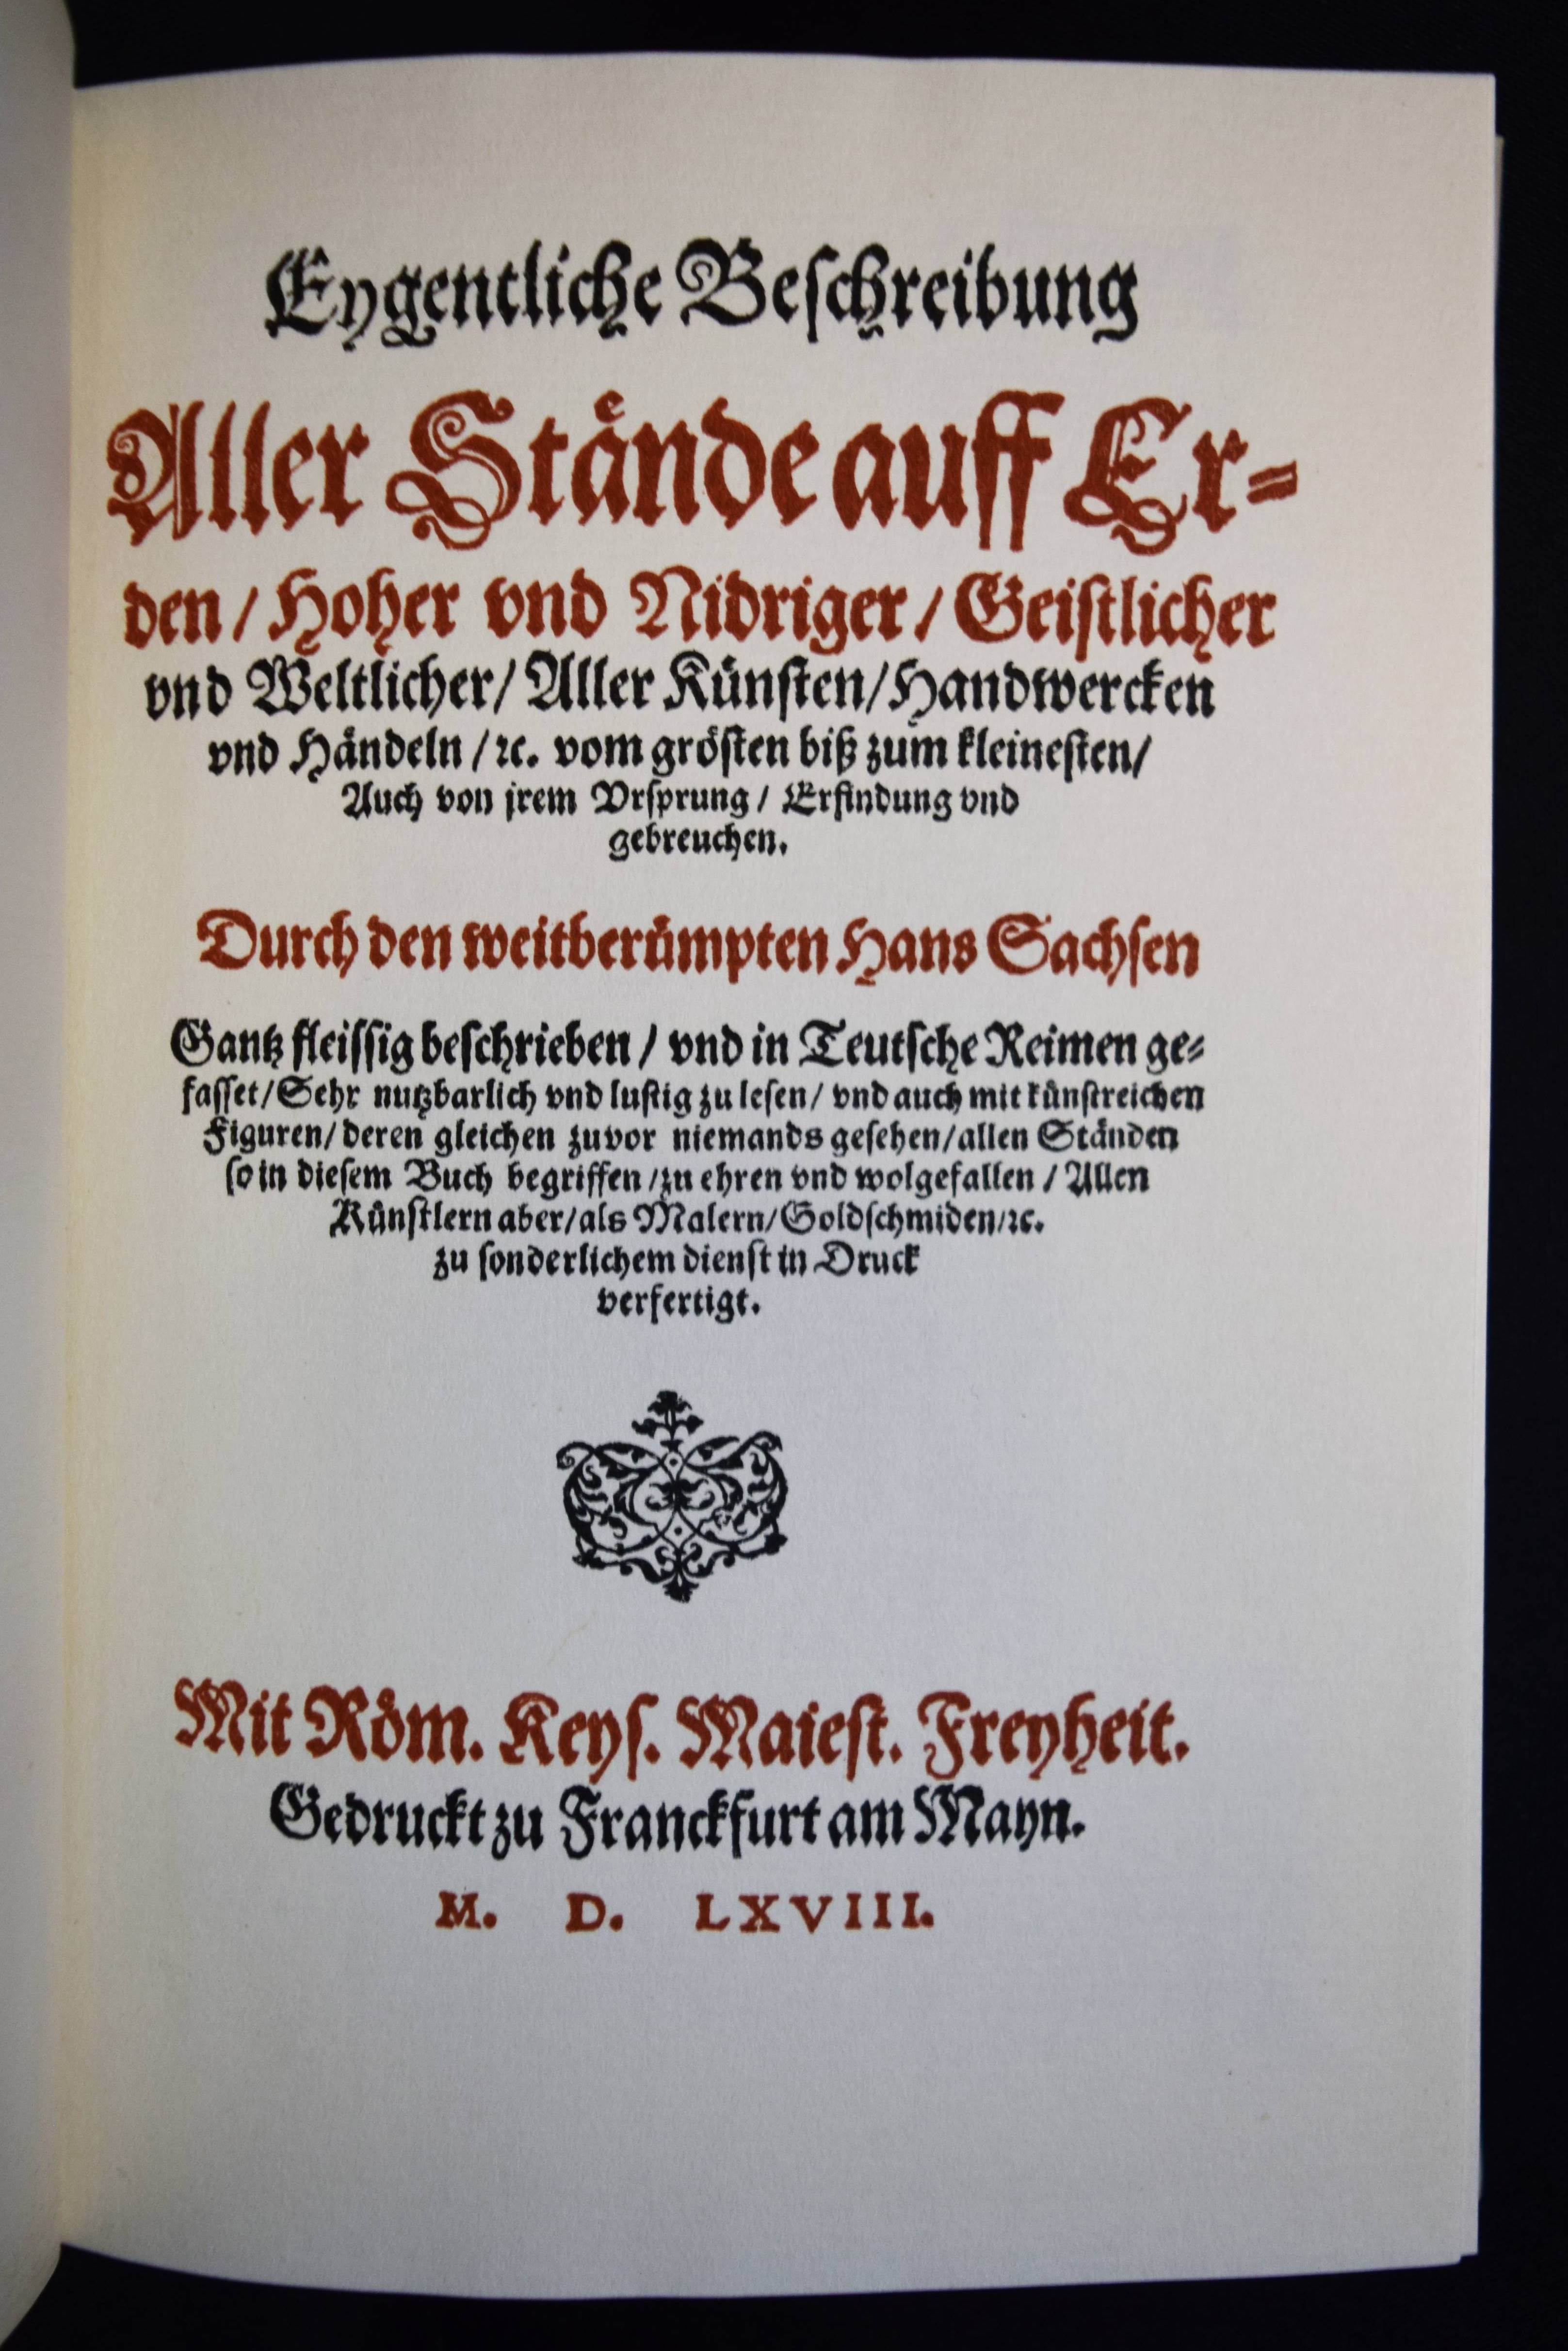 Eygentliche Beschreibung
Aller Stände auff Er=
den / Hoher vnd Nidriger / Geistlicher
vnd Weltlicher / Aller Künsten / Handwercken
vnd Händeln / ꝛc. vom grösten biß zum kleinesten /
Auch von jrem Vrsprung / Erfindung vnd
gebreuchen.
Durch den weitberümpten Hans Sachsen
Gantz fleissig beschrieben / vnd in Teutsche Reimen ge=
fasset / Sehr nutzbarlich vnd lustig zu lesen / vnd auch mit künstreichen
Figuren / deren gleichen zuvor niemands gesehen / allen Ständen
so in diesem Buch begriffen / zu ehren vnd wolgefallen / Allen
Künstlern aber / als Malern / Goldschmiden / ꝛc.
zu sonderlichem dienst in Druck
verfertigt.
Mit Röm. Keys. Maiest. Freyheit.
Gedruckt zu Franckfurt am Mayn.
M. D. LXVIII.